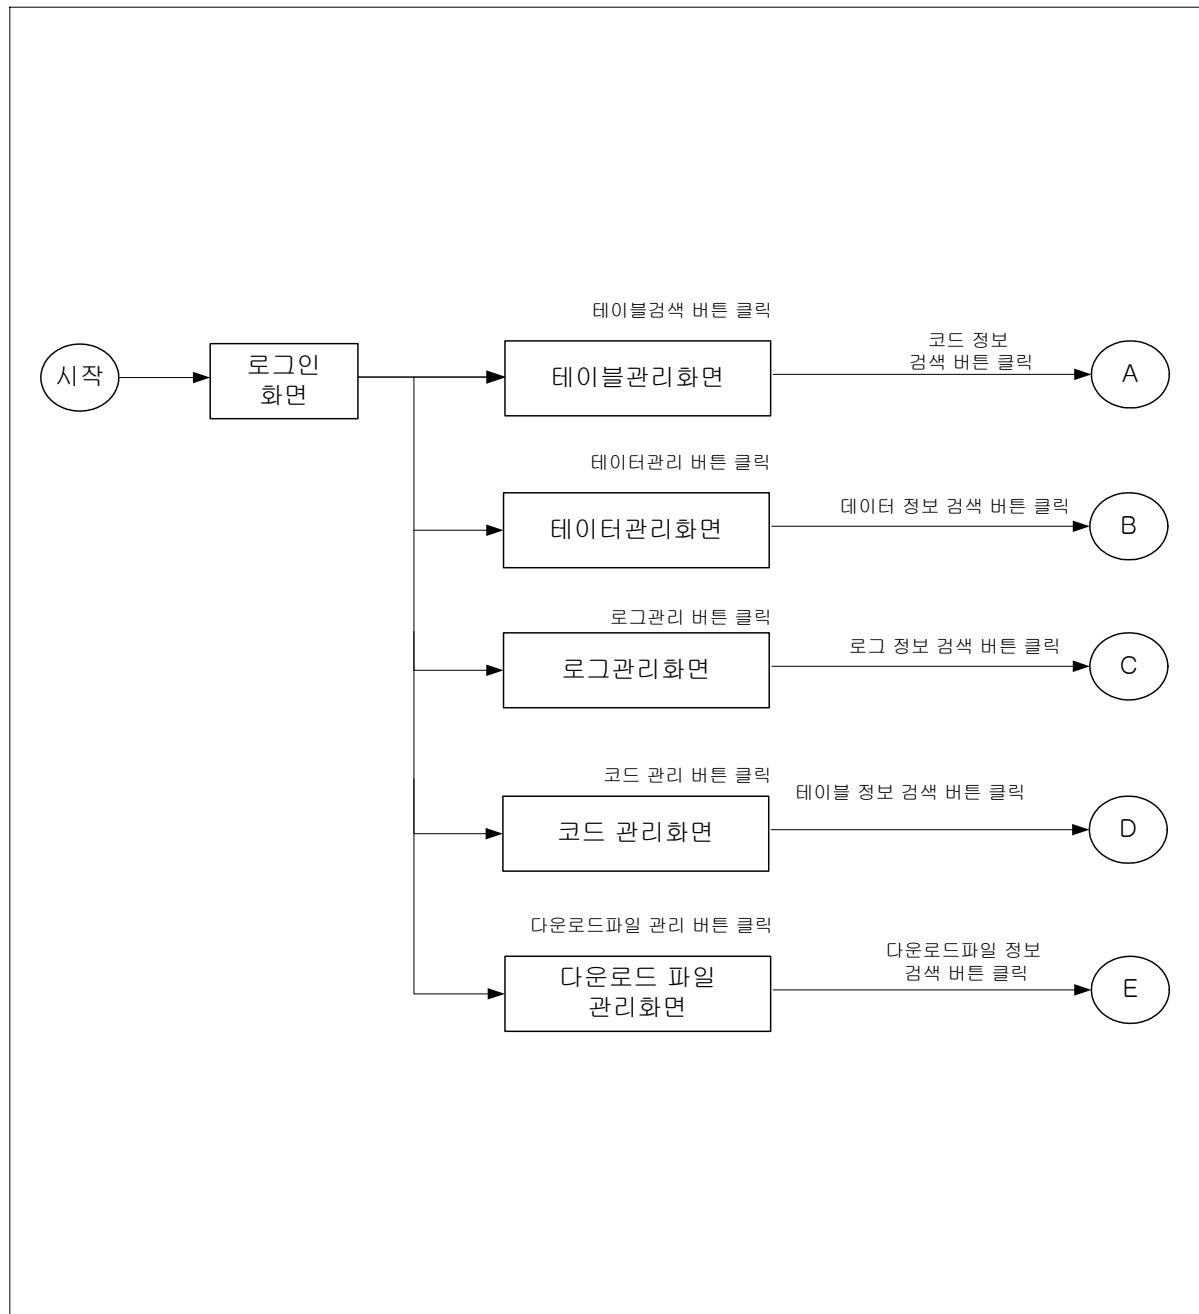 테이블검색 버튼 클릭
시작
로그인
화면
테이블관리화면
코드 정보
검색 버튼 클릭
A
테이터관리 버튼 클릭
테이터관리화면
데이터 정보 검색 버튼 클릭
B
로그관리 버튼 클릭
로그관리화면
로그 정보 검색 버튼 클릭
C
코드 관리 버튼 클릭
코드 관리화면
테이블 정보 검색 버튼 클릭
D
다운로드파일 관리 버튼 클릭
다운로드 파일
관리화면
다운로드파일 정보
검색 버튼 클릭
E